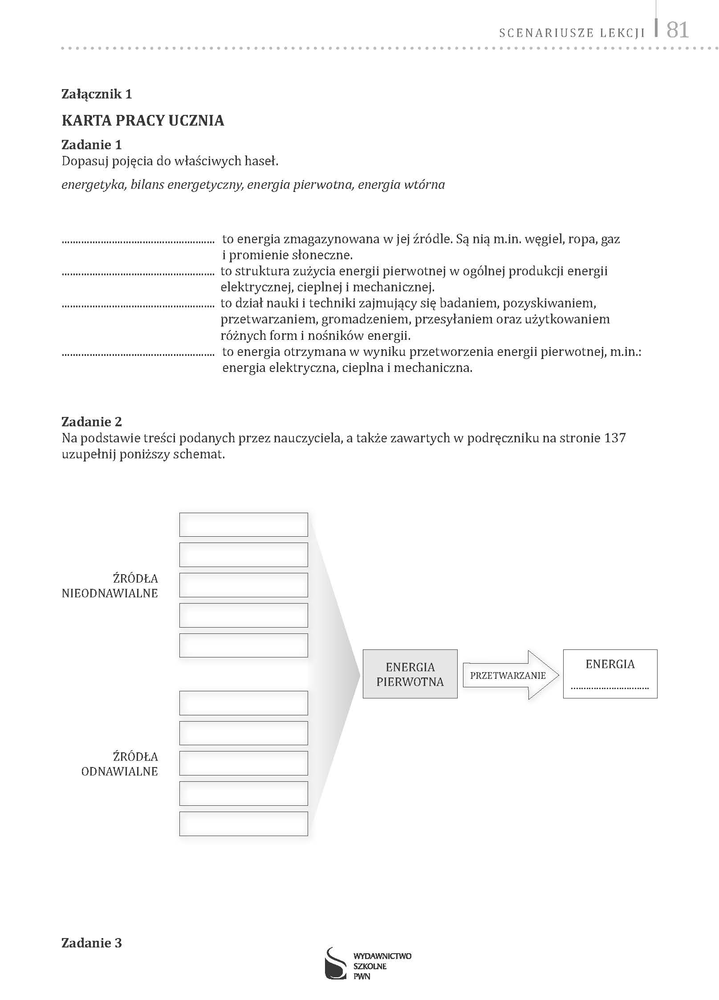 SCENARIUSZE LEKCJI 81
Załącznik 1
KARTA PRACY UCZNIA
Zadanie 1
Dopasuj pojęcia do właściwych haseł.
energetyka, bilans energetyczny, energia pierwotna, energia wtórna
....................................................... to energia zmagazynowana w jej źródle. Są nią m.in. węgiel, ropa, gaz
i promienie słoneczne.
....................................................... to struktura zużycia energii pierwotnej w ogólnej produkcji energii
elektrycznej, cieplnej i mechanicznej.
....................................................... to dział nauki i techniki zajmujący się badaniem, pozyskiwaniem,
przetwarzaniem, gromadzeniem, przesyłaniem oraz użytkowaniem
różnych form i nośników energii.
....................................................... to energia otrzymana w wyniku przetworzenia energii pierwotnej, m.in.:
energia elektryczna, cieplna i mechaniczna.
Zadanie 2
Na podstawie treści podanych przez nauczyciela, a także zawartych w podręczniku na stronie 137
uzupełnij poniższy schemat.
ŹRÓDŁA
NIEODNAWIALNE
ENERGIA
PIERWOTNA
PRZETWARZANIE
ENERGIA
..............................
ŹRÓDŁA
ODNAWIALNE
Zadanie 3
WYDAWNICTWO
SZKOLNE
PWN